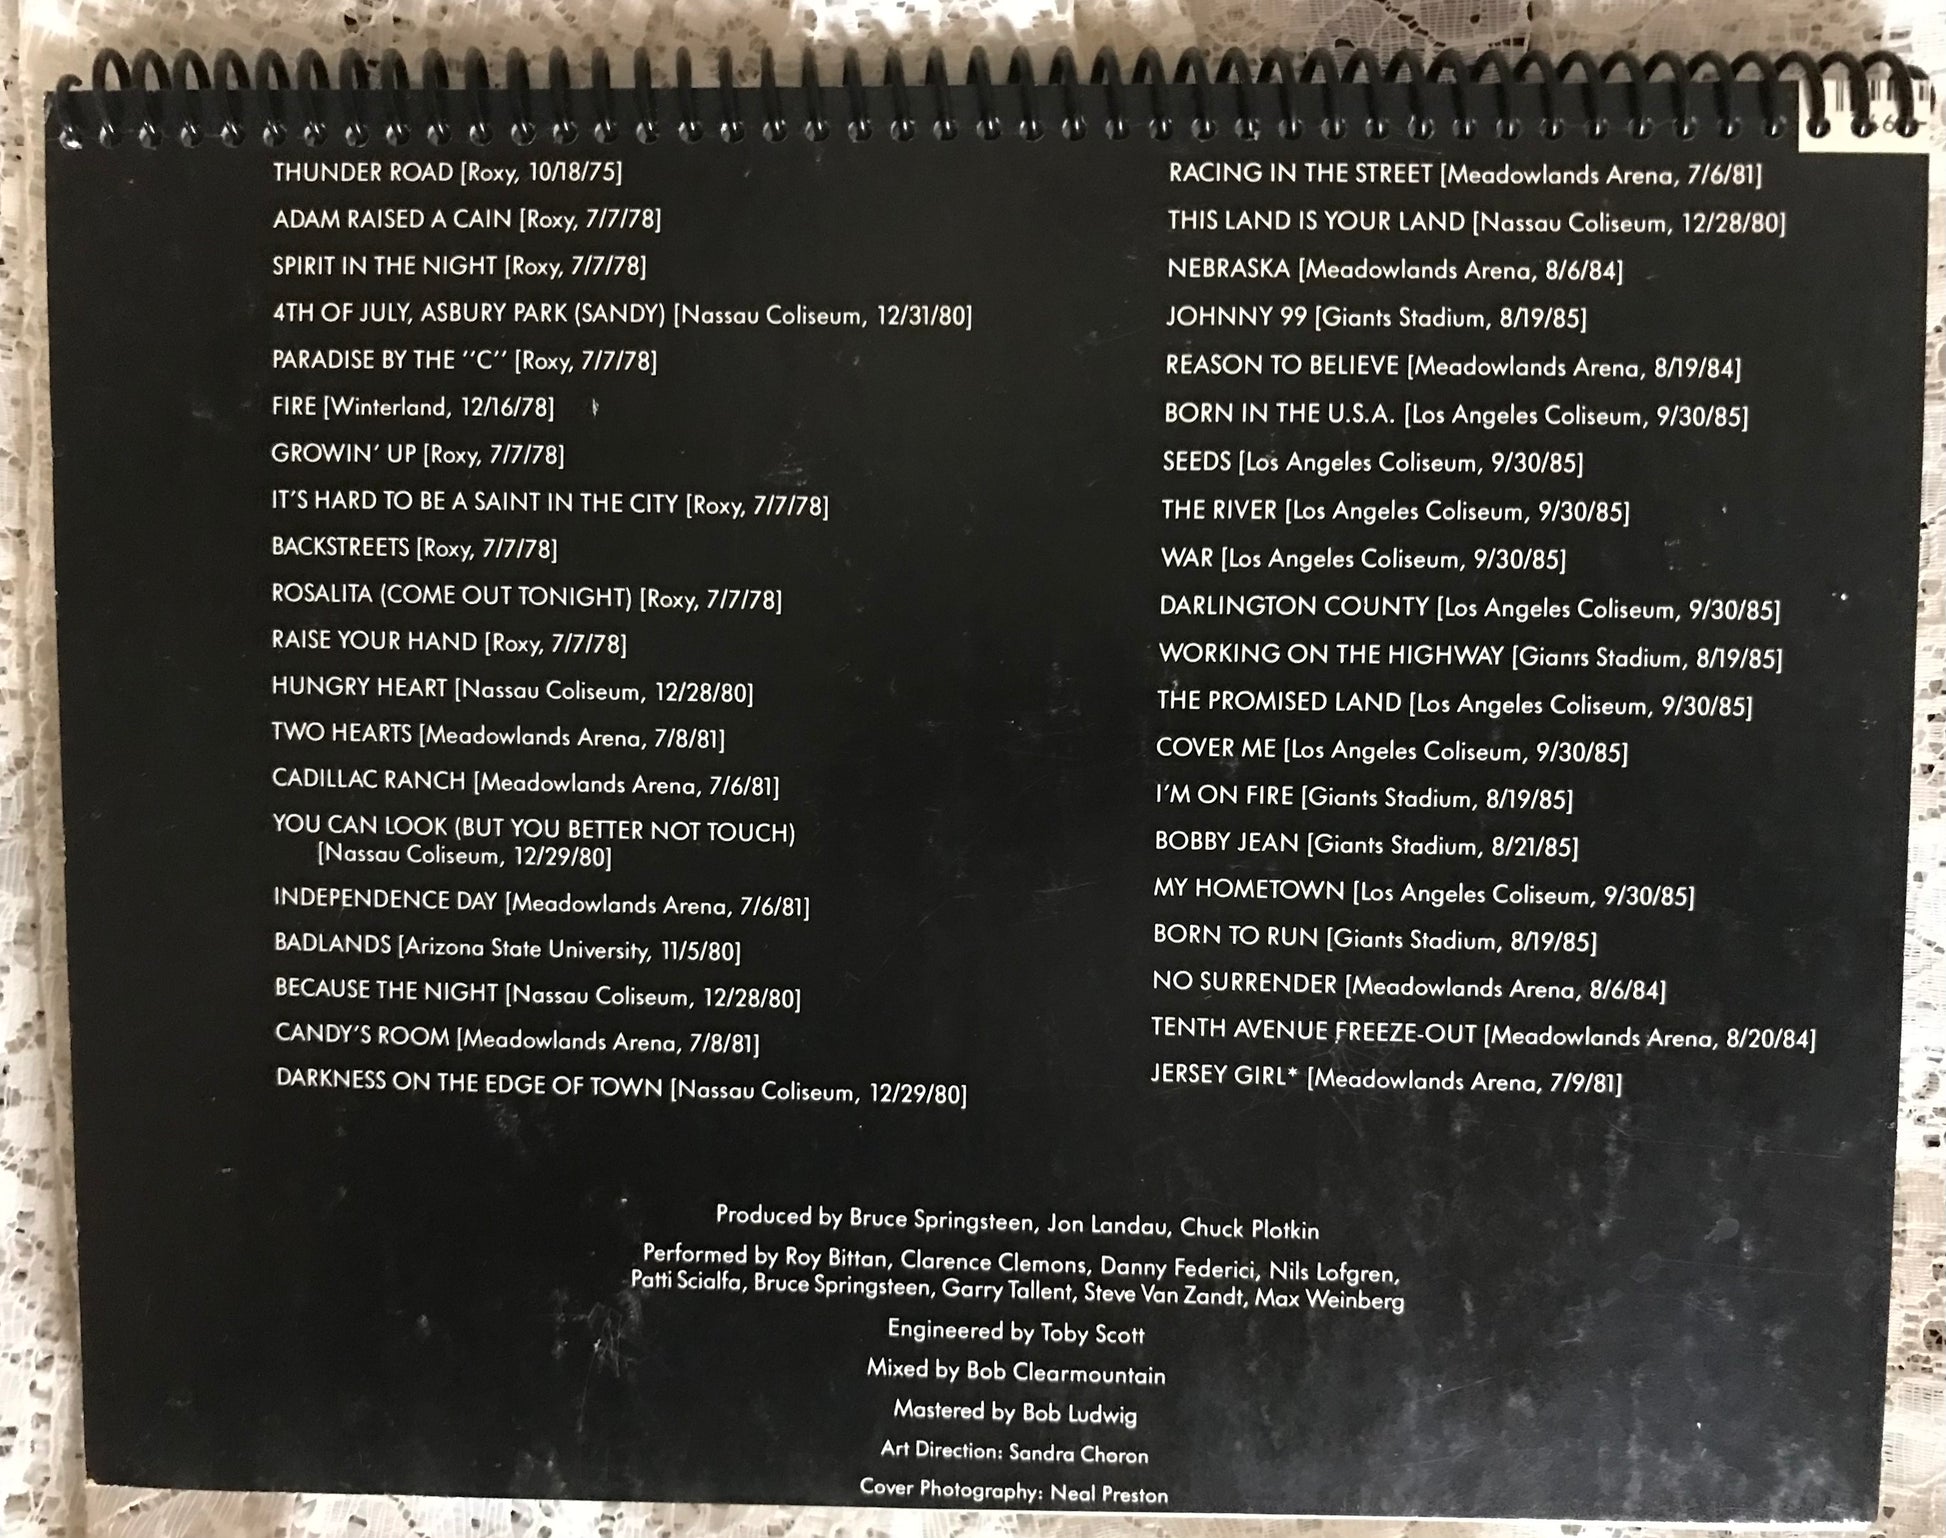 THUNDER ROAD [Roxy, 10/18/75]
ADAM RAISED A CAIN [Roxy, 7/7/78]
SPIRIT IN THE NIGHT [Roxy, 7/7/78]
4TH OF JULY, ASBURY PARK (SANDY) [Nassau Coliseum, 12/31/80]
PARADISE BY THE "C" [Roxy, 7/7/78]
FIRE [Winterland, 12/16/78]
GROWIN' UP [Roxy, 7/7/78]
IT'S HARD TO BE A SAINT IN THE CITY [Roxy, 7/7/78]
BACKSTREETS [Roxy, 7/7/78]
ROSALITA (COME OUT TONIGHT) [Roxy, 7/7/78]
RAISE YOUR HAND [Roxy, 7/7/78]
HUNGRY HEART [Nassau Coliseum, 12/28/80]
TWO HEARTS [Meadowlands Arena, 7/8/81]
CADILLAC RANCH [Meadowlands Arena, 7/6/81]
YOU CAN LOOK (BUT YOU BETTER NOT TOUCH)
[Nassau Coliseum, 12/29/80]
INDEPENDENCE DAY [Meadowlands Arena, 7/6/81]
BADLANDS [Arizona State University, 11/5/80]
BECAUSE THE NIGHT [Nassau Coliseum, 12/28/80]
CANDY'S ROOM [Meadowlands Arena, 7/8/81]
DARKNESS ON THE EDGE OF TOWN [Nassau Coliseum, 12/29/80]
RACING IN THE STREET [Meadowlands Arena, 7/6/81]
THIS LAND IS YOUR LAND [Nassau Coliseum, 12/28/80]
NEBRASKA [Meadowlands Arena, 8/6/84]
JOHNNY 99 [Giants Stadium, 8/19/85]
REASON TO BELIEVE [Meadowlands Arena, 8/19/84]
BORN IN THE U.S.A. [Los Angeles Coliseum, 9/30/85]
SEEDS [Los Angeles Coliseum, 9/30/85]
THE RIVER [Los Angeles Coliseum, 9/30/85]
WAR [Los Angeles Coliseum, 9/30/85]
DARLINGTON COUNTY [Los Angeles Coliseum, 9/30/85]
WORKING ON THE HIGHWAY [Giants Stadium, 8/19/85]
THE PROMISED LAND [Los Angeles Coliseum, 9/30/85]
COVER ME [Los Angeles Coliseum, 9/30/85]
I'M ON FIRE [Giants Stadium, 8/19/85]
BOBBY JEAN [Giants Stadium, 8/21/85]
MY HOMETOWN [Los Angeles Coliseum, 9/30/85]
BORN TO RUN [Giants Stadium, 8/19/85]
NO SURRENDER [Meadowlands Arena, 8/6/84]
TENTH AVENUE FREEZE-OUT [Meadowlands Arena, 8/20/84]
JERSEY GIRL* [Meadowlands Arena, 7/9/81]
Produced by Bruce Springsteen, Jon Landau, Chuck Plotkin
Performed by Roy Bittan, Clarence Clemons, Danny Federici, Nils Lofgren,
Patti Scialfa, Bruce Springsteen, Garry Tallent, Steve Van Zandt, Max Weinberg
Engineered by Toby Scott
Mixed by Bob Clearmountain
Mastered by Bob Ludwig
Art Direction: Sandra Choron
Cover Photography: Neal Preston